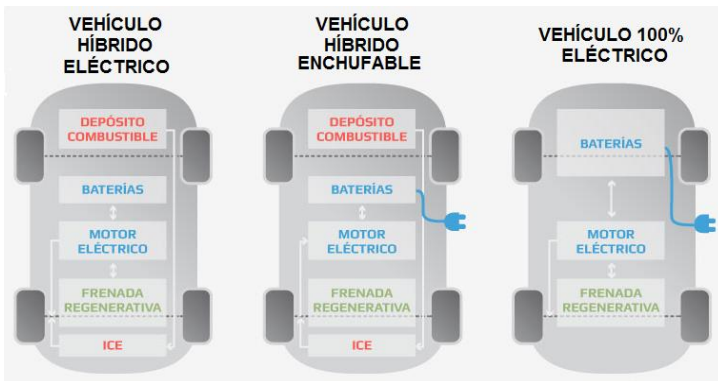 VEHÍCULO
HÍBRIDO
ELÉCTRICO
DEPÓSITO
COMBUSTIBLE
BATERÍAS
MOTOR
ELÉCTRICO
FRENADA
REGENERATIVA
ICE
VEHÍCULO
HÍBRIDO
ENCHUFABLE
DEPÓSITO
COMBUSTIBLE
BATERÍAS
MOTOR
ELÉCTRICO
FRENADA
REGENERATIVA
ICE
VEHÍCULO 100%
ELÉCTRICO
BATERÍAS
MOTOR
ELÉCTRICO
FRENADA
REGENERATIVA